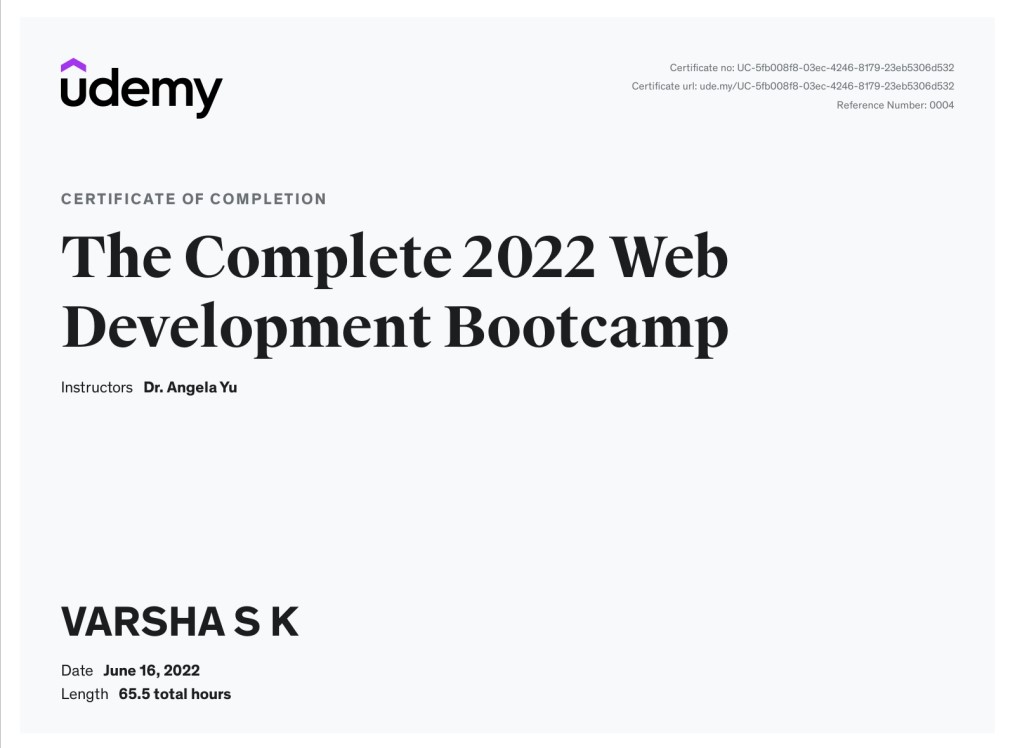 udemy
Certificate no: UC-5fb008f8-03ec-4246-8179-23eb5306d532
Certificate url: ude.my/UC-5fb008f8-03ec-4246-8179-23eb5306d532
Reference Number: 0004
CERTIFICATE OF COMPLETION
The Complete 2022 Web
Development Bootcamp
Instructors Dr. Angela Yu
VARSHA S K
Date June 16, 2022
Length 65.5 total hours